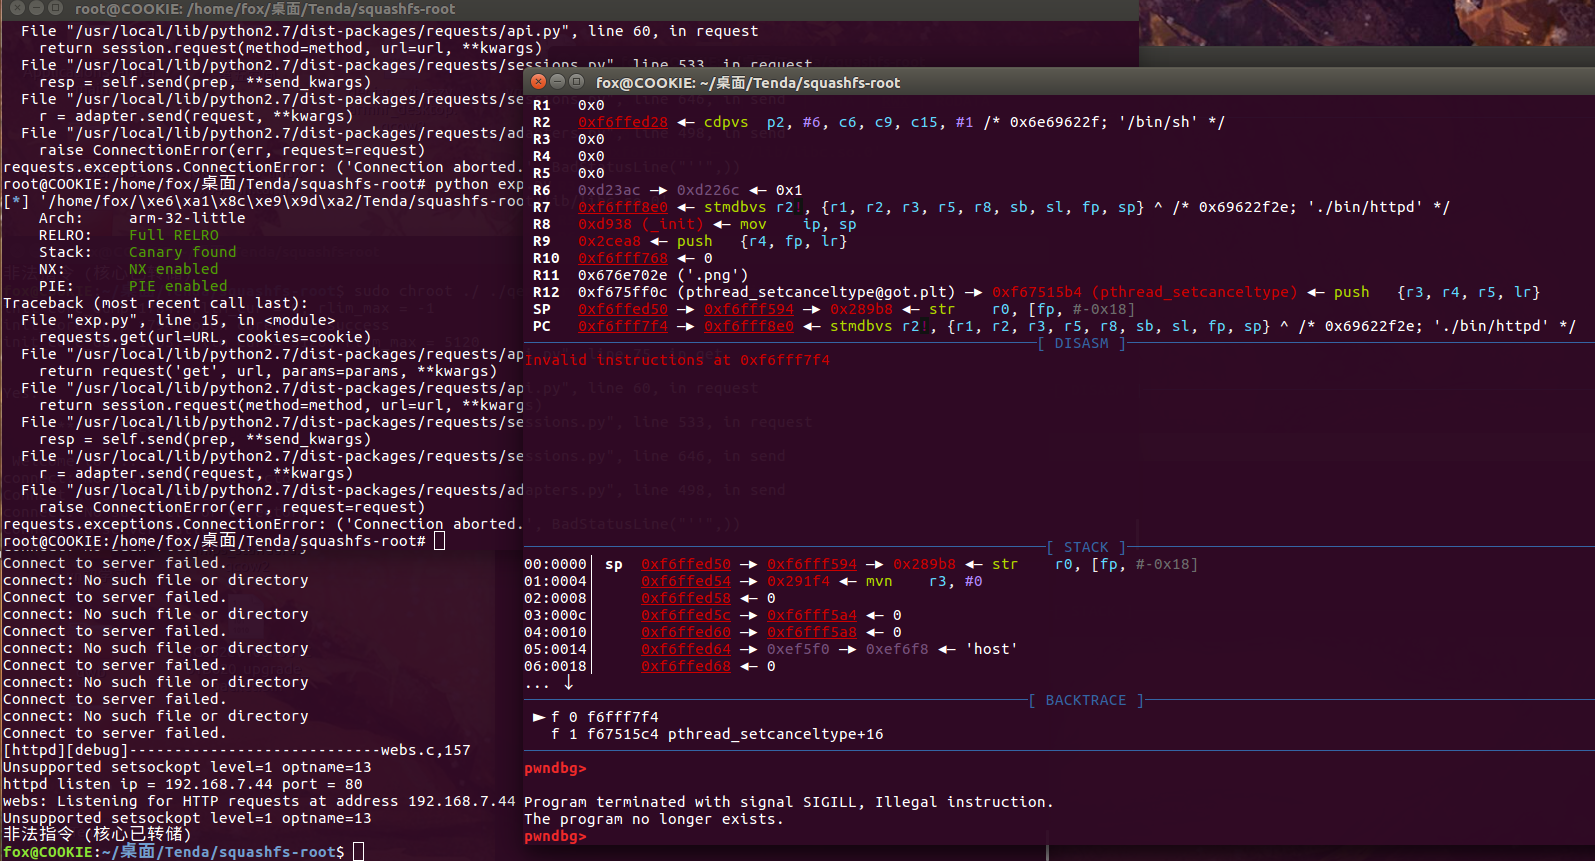 root@COOKIE: /home/fox/桌面/Tenda/squashfs-root
File "/usr/local/lib/python2.7/dist-packages/requests/api.py", line 60, in request
return session.request(method=method, url=url, **kwargs)
File "/usr/local/lib/python2.7/dist-packages/requests/sessions.py", line 533, in request
resp = self.send(prep, **send_kwargs)
File "/usr/local/lib/python2.7/dist-packages/requests/se
r = adapter.send(request, **kwargs)
File "/usr/local/lib/python2.7/dist-packages/requests/ad
raise ConnectionError(err, request=request)
requests.exceptions.ConnectionError: ('Connection aborted.
root@COOKIE:/home/fox/桌面/Tenda/squashfs-root# python exp
[*] '/home/fox/\xe6\xa1\x8c\xe9\x9d\xa2/Tenda/squashfs-roo
Arch: arm-32-little
RELRO: Full RELRO
Stack: Canary found
NX: NX enabled
PIE: PIE enabled
Traceback (most recent call last):
File "exp.py", line 15, in <module>
requests.get(url=URL, cookies=cookie)
File "/usr/local/lib/python2.7/dist-packages/requests/ap
return request('get', url, params=params, **kwargs)
File "/usr/local/lib/python2.7/dist-packages/requests/ap
return session.request(method=method, url=url, **kwarg
File "/usr/local/lib/python2.7/dist-packages/requests/se
resp = self.send(prep, **send_kwargs)
File "/usr/local/lib/python2.7/dist-packages/requests/se
r = adapter.send(request, **kwargs)
File "/usr/local/lib/python2.7/dist-packages/requests/ad
raise ConnectionError(err, request=request)
requests.exceptions.ConnectionError: ('Connection aborted.
root@COOKIE:/home/fox/桌面/Tenda/squashfs-root#
connect: No such file or directory
Connect to server failed.
connect: No such file or directory
Connect to server failed.
connect: No such file or directory
Connect to server failed.
connect: No such file or directory
Connect to server failed.
connect: No such file or directory
Connect to server failed.
connect: No such file or directory
Connect to server failed.
[httpd][debug]----------------------------webs.c,157
Unsupported setsockopt level=1 optname=13
httpd listen ip = 192.168.7.44 port = 80
webs: Listening for HTTP requests at address 192.168.7.44
Unsupported setsockopt level=1 optname=13
非法指令 (核心已转储)
fox@COOKIE:~/桌面/Tenda/squashfs-root$
fox@COOKIE: ~/桌面/Tenda/squashfs-root
R1 0x0
R2 0xf6ffed28 ◂— cdpvs p2, #6, c6, c9, c15, #1 /* 0x6e69622f; '/bin/sh' */
R3 0x0
R4 0x0
R5 0x0
R6 0xd23ac —▸ 0xd226c ◂— 0x1
R7 0xf6fff8e0 ◂— stmdbvs r2!, {r1, r2, r3, r5, r8, sb, sl, fp, sp} ^ /* 0x69622f2e; './bin/httpd' */
R8 0xd938 (_init) ◂— mov ip, sp
R9 0x2cea8 ◂— push {r4, fp, lr}
R10 0xf6fff768 ◂— 0
R11 0x676e702e ('.png')
R12 0xf675ff0c (pthread_setcanceltype@got.plt) —▸ 0xf67515b4 (pthread_setcanceltype) ◂— push {r3, r4, r5, lr}
SP 0xf6ffed50 —▸ 0xf6fff594 —▸ 0x289b8 ◂— str r0, [fp, #-0x18]
PC 0xf6fff7f4 —▸ 0xf6fff8e0 ◂— stmdbvs r2!, {r1, r2, r3, r5, r8, sb, sl, fp, sp} ^ /* 0x69622f2e; './bin/httpd' */
[ DISASM ]
Invalid instructions at 0xf6fff7f4
[ STACK ]
00:0000│ sp 0xf6ffed50 —▸ 0xf6fff594 —▸ 0x289b8 ◂— str r0, [fp, #-0x18]
01:0004│ 0xf6ffed54 —▸ 0x291f4 ◂— mvn r3, #0
02:0008│ 0xf6ffed58 ◂— 0
03:000c│ 0xf6ffed5c —▸ 0xf6fff5a4 ◂— 0
04:0010│ 0xf6ffed60 —▸ 0xf6fff5a8 ◂— 0
05:0014│ 0xf6ffed64 —▸ 0xef5f0 —▸ 0xef6f8 ◂— 'host'
06:0018│ 0xf6ffed68 ◂— 0
... ↓
[ BACKTRACE ]
► f 0 f6fff7f4
f 1 f67515c4 pthread_setcanceltype+16
pwndbg>
Program terminated with signal SIGILL, Illegal instruction.
The program no longer exists.
pwndbg>